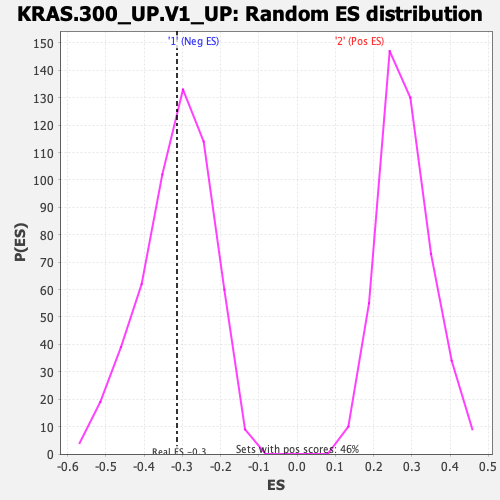 KRAS.300_UP.V1_UP: Random ES distribution
'1' (Neg ES)
'2' (Pos ES)
150
140
130
120
110
100
90
80
70
60
50
40
30
20
10
0
P(ES)
Real ES -0.3
Sets with pos scores: 46%
-0.6 -0.5 -0.4 -0.3 -0.2 -0.1 0.0 0.1 0.2 0.3 0.4 0.5
ES